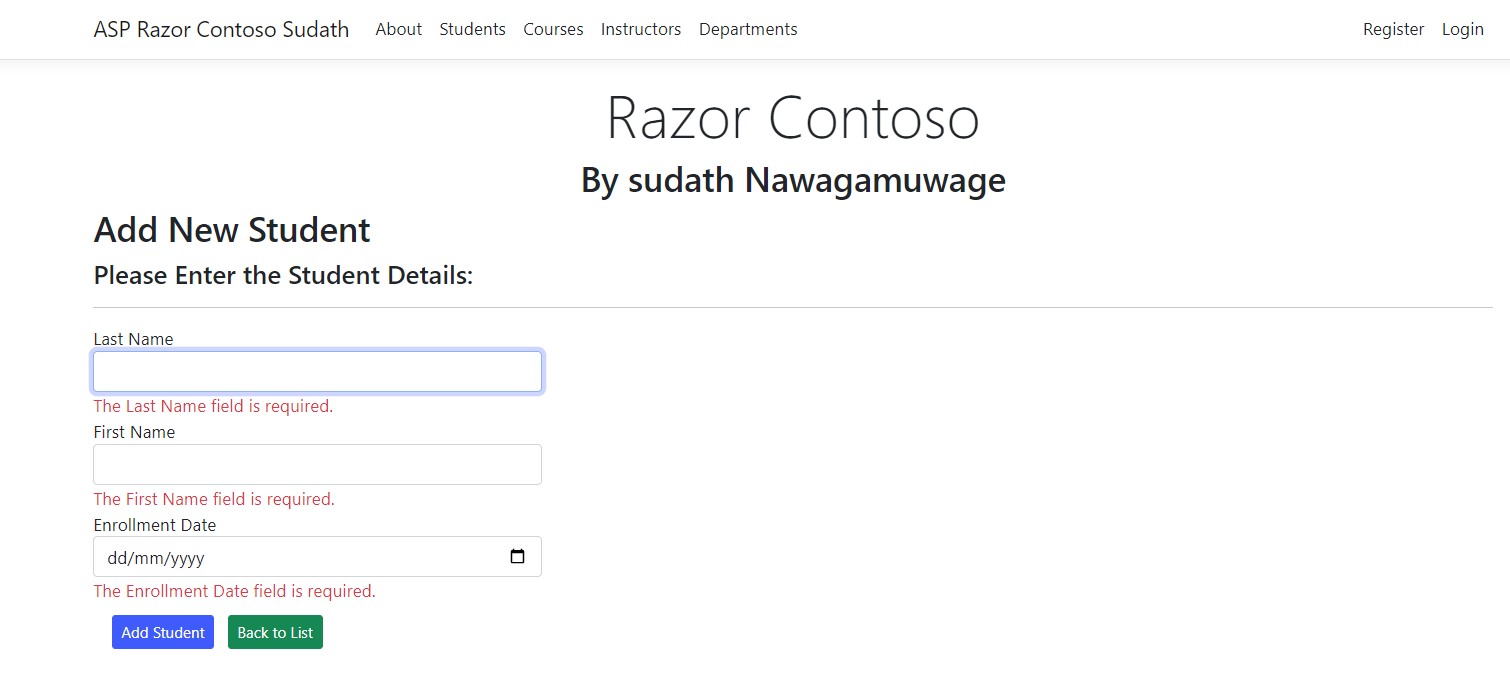 ASP Razor Contoso Sudath About Students Courses Instructors Departments Register Login
Razor Contoso
By sudath Nawagamuwage
Add New Student
Please Enter the Student Details:
Last Name
The Last Name field is required.
First Name
The First Name field is required.
Enrollment Date
dd/mm/yyyy
The Enrollment Date field is required.
Add Student Back to List